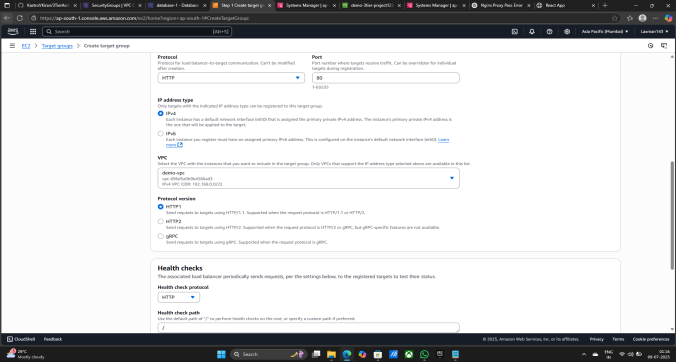 KastroVKiran/3TierAn
SecurityGroups | VPC
database-1 - Databas
Step 1 Create target g
Systems Manager | ap
demo-3tier-project12
Systems Manager | ap
Nginx Proxy Pass Error
React App
https://ap-south-1.console.aws.amazon.com/ec2/home?region=ap-south-1#CreateTargetGroup:
aws
Search
[Alt+S]
Asia Pacific (Mumbai)
EC2 > Target groups > Create target group
Protocol
Protocol for load balancer-to-target communication. Can't be modified
after creation.
HTTP
Port
Port number where targets receive traffic. Can be overridden for individual
targets during registration.
80
1-65535
IP address type
Only targets with the indicated IP address type can be registered to this target group.
IPv4
Each instance has a default network interface (eth0) that is assigned the primary private IPv4 address. The instance's primary private IPv4 address is
the one that will be applied to the target.
IPv6
Each instance you register must have an assigned primary IPv6 address. This is configured on the instance's default network interface (eth0). Learn
more
VPC
Select the VPC with the instances that you want to include in the target group. Only VPCs that support the IP address type selected above are available in this list.
demo-vpc
IPv4 VPC CIDR: 192.168.0.0/22
Protocol version
HTTP1
Send requests to targets using HTTP/1.1. Supported when the request protocol is HTTP/1.1 or HTTP/2.
HTTP2
Send requests to targets using HTTP/2. Supported when the request protocol is HTTP/2 or gRPC, but gRPC-specific features are not available.
gRPC
Send requests to targets using gRPC. Supported when the request protocol is gRPC.
Health checks
The associated load balancer periodically sends requests, per the settings below, to the registered targets to test their status.
Health check protocol
HTTP
Health check path
Use the default path of "/" to perform health checks on the root, or specify a custom path if preferred.
/
CloudShell Feedback
© 2025, Amazon Web Services, Inc. or its affiliates. Privacy Terms Cookie preferences
29°C
Mostly cloudy
Search
ENG
IN
01:16
09-07-2025